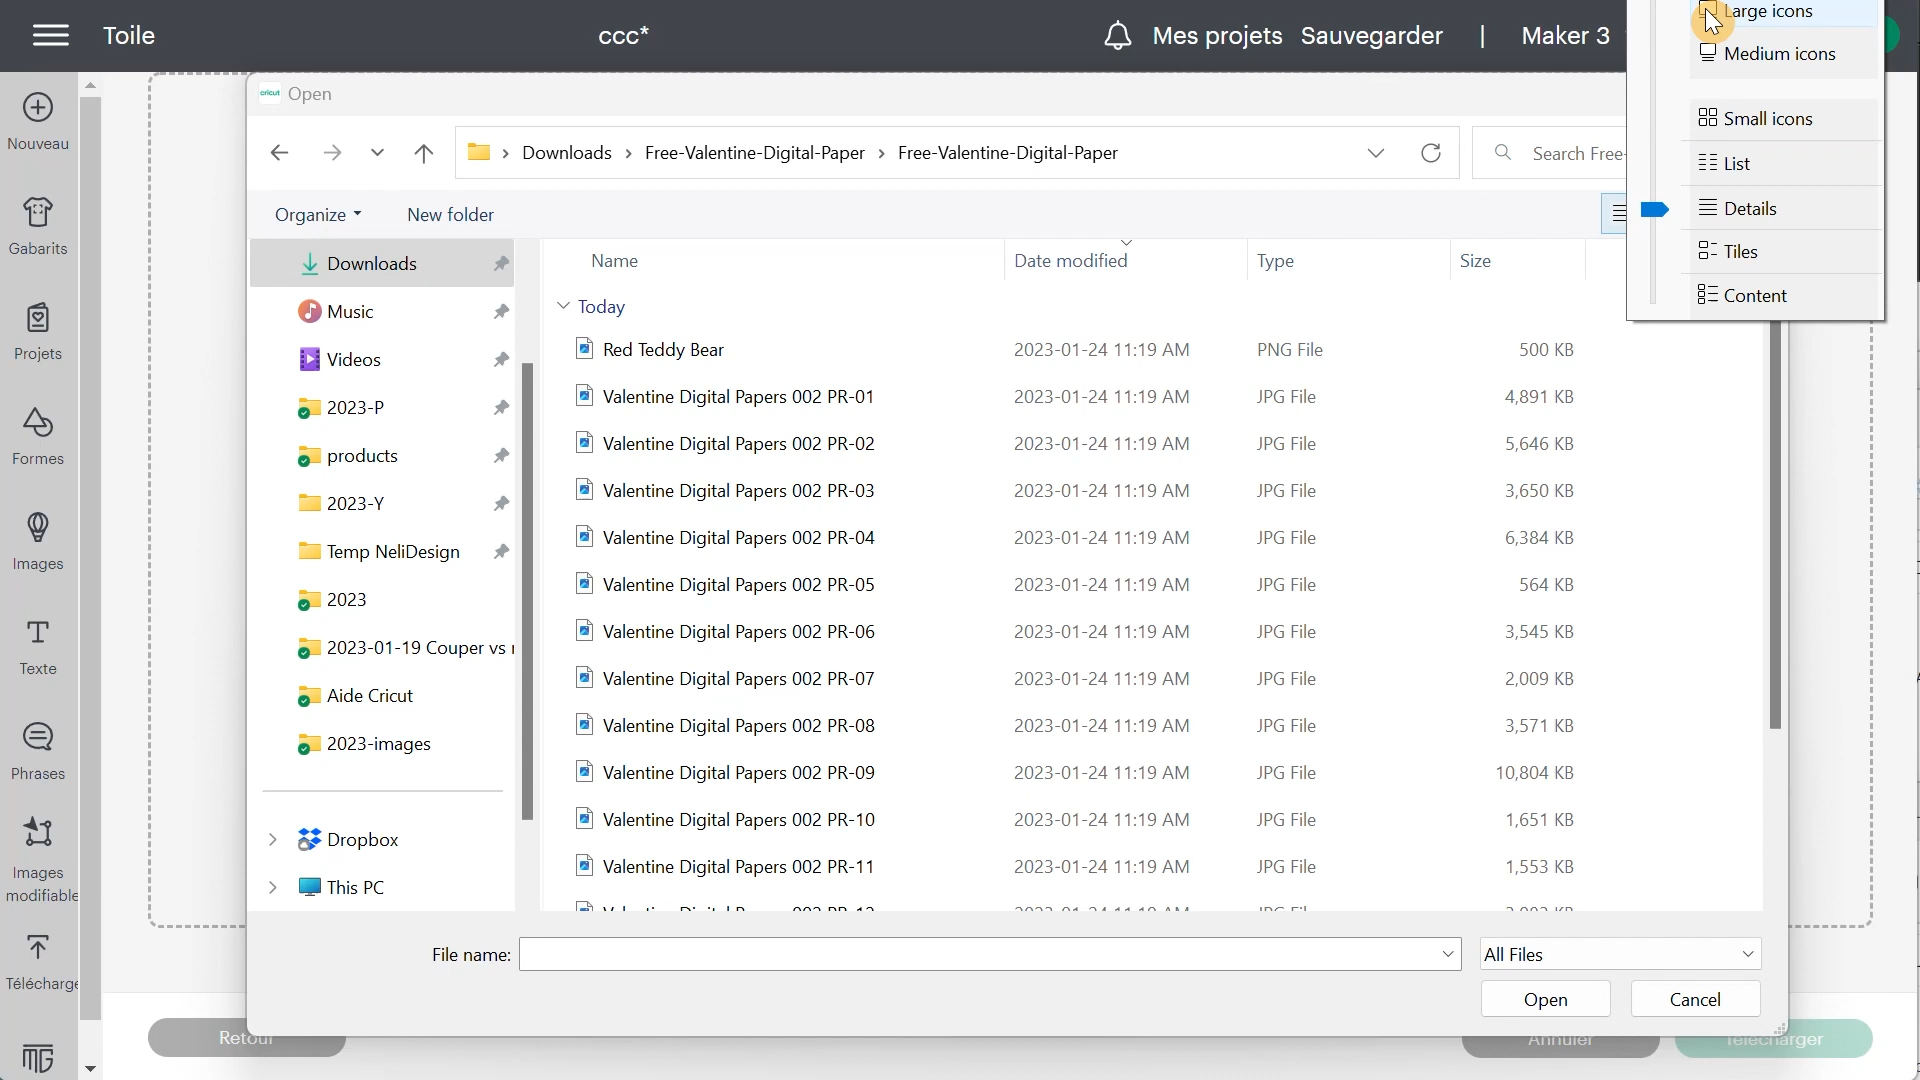 Toile
ccc*
Mes projets Sauvegarder | Maker 3
Large icons
Medium icons
Small icons
List
Details
Tiles
Content
Nouveau
Gabarits
Projets
Formes
Images
Texte
Phrases
Images
modifiable
Télécharge
cricut Open
Downloads > Free-Valentine-Digital-Paper > Free-Valentine-Digital-Paper
Search Free-
Organize New folder
Downloads
Music
Videos
2023-P
products
2023-Y
Temp NeliDesign
2023
2023-01-19 Couper vs
Aide Cricut
2023-images
Dropbox
This PC
Name Date modified Type Size
Today
Red Teddy Bear 2023-01-24 11:19 AM PNG File 500 KB
Valentine Digital Papers 002 PR-01 2023-01-24 11:19 AM JPG File 4,891 KB
Valentine Digital Papers 002 PR-02 2023-01-24 11:19 AM JPG File 5,646 KB
Valentine Digital Papers 002 PR-03 2023-01-24 11:19 AM JPG File 3,650 KB
Valentine Digital Papers 002 PR-04 2023-01-24 11:19 AM JPG File 6,384 KB
Valentine Digital Papers 002 PR-05 2023-01-24 11:19 AM JPG File 564 KB
Valentine Digital Papers 002 PR-06 2023-01-24 11:19 AM JPG File 3,545 KB
Valentine Digital Papers 002 PR-07 2023-01-24 11:19 AM JPG File 2,009 KB
Valentine Digital Papers 002 PR-08 2023-01-24 11:19 AM JPG File 3,571 KB
Valentine Digital Papers 002 PR-09 2023-01-24 11:19 AM JPG File 10,804 KB
Valentine Digital Papers 002 PR-10 2023-01-24 11:19 AM JPG File 1,651 KB
Valentine Digital Papers 002 PR-11 2023-01-24 11:19 AM JPG File 1,553 KB
File name: All Files
Open Cancel
Retour Annuler Télécharger